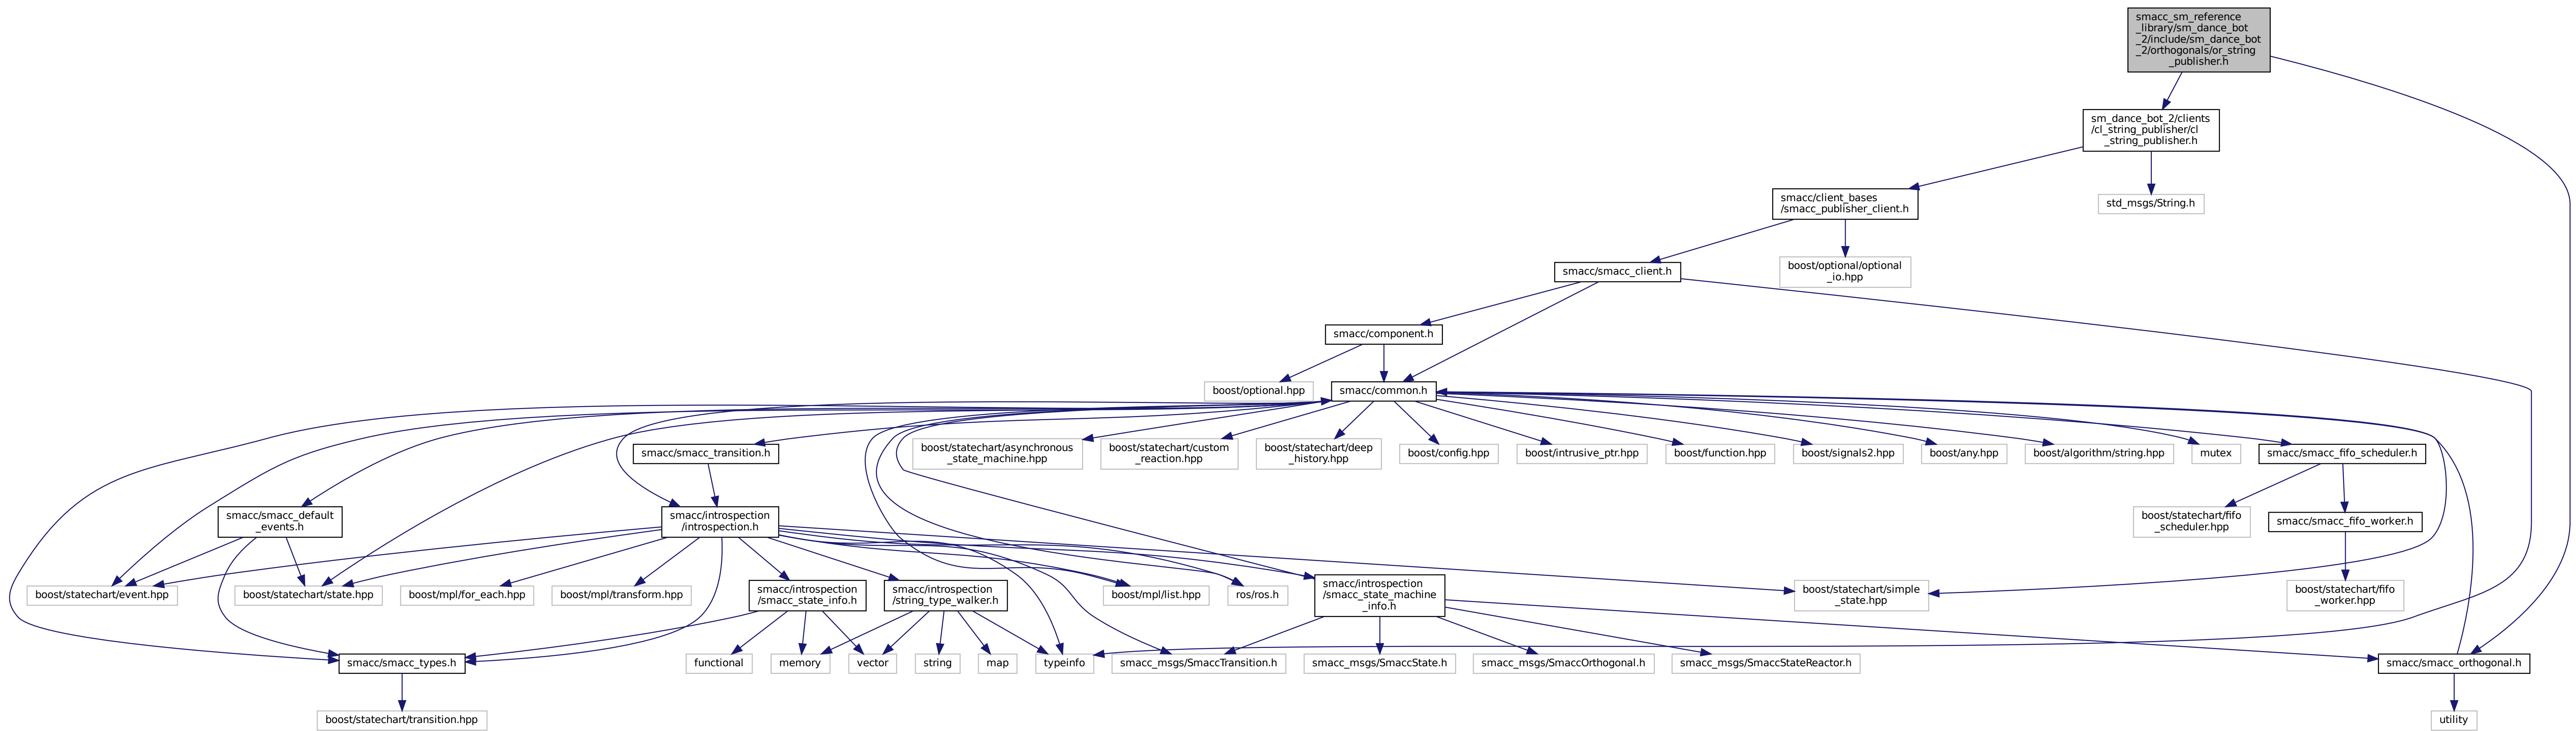 smacc_sm_reference
_library/sm_dance_bot
_2/include/sm_dance_bot
_2/orthogonals/or_string
_publisher.h
sm_dance_bot_2/clients
/cl_string_publisher/cl
_string_publisher.h
smacc/client_bases
/smacc_publisher_client.h
std_msgs/String.h
smacc/smacc_client.h
boost/optional/optional
_io.hpp
smacc/component.h
boost/optional.hpp
smacc/common.h
smacc/smacc_transition.h
boost/statechart/asynchronous
_state_machine.hpp
boost/statechart/custom
_reaction.hpp
boost/statechart/deep
_history.hpp
boost/config.hpp
boost/intrusive_ptr.hpp
boost/function.hpp
boost/signals2.hpp
boost/any.hpp
boost/algorithm/string.hpp
mutex
smacc/smacc_fifo_scheduler.h
smacc/smacc_default
_events.h
smacc/introspection
/introspection.h
boost/statechart/fifo
_scheduler.hpp
smacc/smacc_fifo_worker.h
boost/statechart/event.hpp
boost/statechart/state.hpp
boost/mpl/for_each.hpp
boost/mpl/transform.hpp
smacc/introspection
/smacc_state_info.h
smacc/introspection
/string_type_walker.h
boost/mpl/list.hpp
ros/ros.h
smacc/introspection
/smacc_state_machine
_info.h
boost/statechart/simple
_state.hpp
boost/statechart/fifo
_worker.hpp
smacc/smacc_types.h
functional
memory
vector
string
map
typeinfo
smacc_msgs/SmaccTransition.h
smacc_msgs/SmaccState.h
smacc_msgs/SmaccOrthogonal.h
smacc_msgs/SmaccStateReactor.h
smacc/smacc_orthogonal.h
boost/statechart/transition.hpp
utility